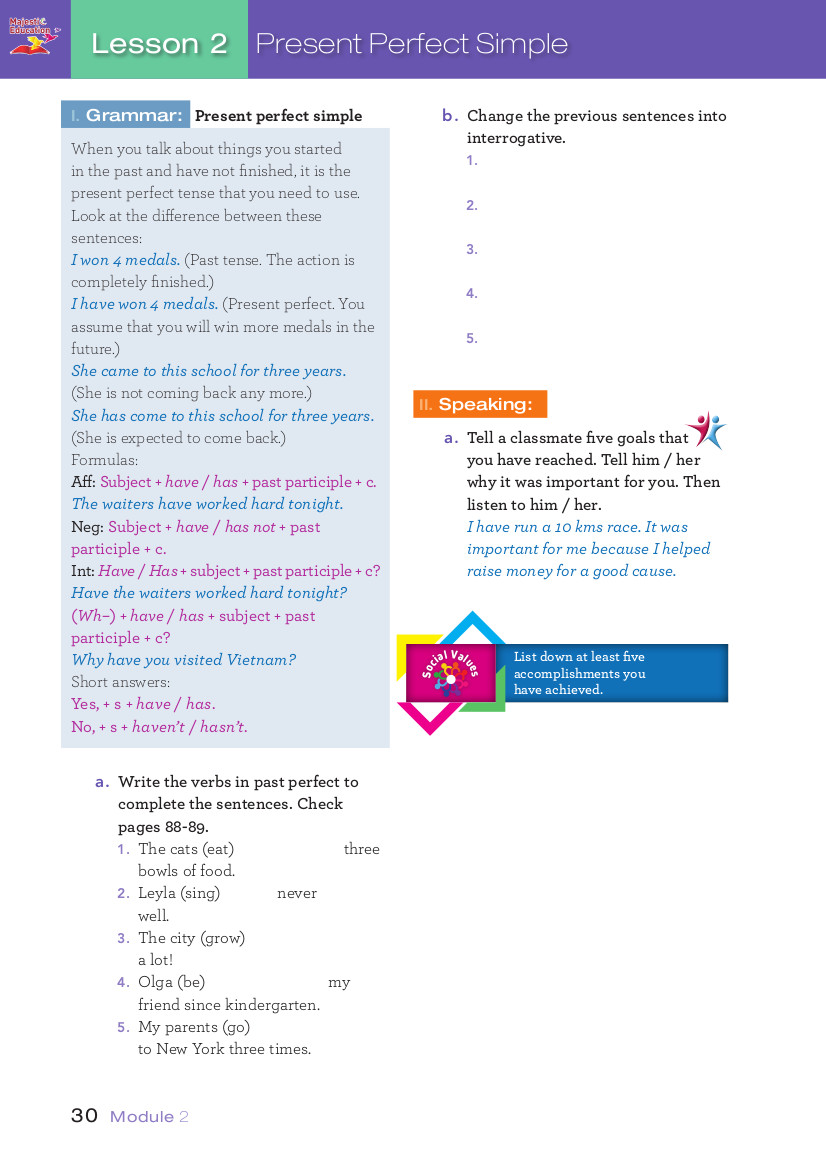 Majestic
Education
Lesson 2
Present Perfect Simple
I. Grammar: Present perfect simple
When you talk about things you started
in the past and have not finished, it is the
present perfect tense that you need to use.
Look at the difference between these
sentences:
I won 4 medals. (Past tense. The action is
completely finished.)
I have won 4 medals. (Present perfect. You
assume that you will win more medals in the
future.)
She came to this school for three years.
(She is not coming back any more.)
She has come to this school for three years.
(She is expected to come back.)
Formulas:
Aff: Subject + have / has + past participle + c.
The waiters have worked hard tonight.
Neg: Subject + have / has not + past
participle + c.
Int: Have / Has + subject + past participle + c?
Have the waiters worked hard tonight?
(Wh–) + have / has + subject + past
participle + c?
Why have you visited Vietnam?
Short answers:
Yes, + s + have / has.
No, + s + haven't / hasn't.
a. Write the verbs in past perfect to
complete the sentences. Check
pages 88-89.
1. The cats (eat) three
bowls of food.
2. Leyla (sing) never
well.
3. The city (grow)
a lot!
4. Olga (be) my
friend since kindergarten.
5. My parents (go)
to New York three times.
b. Change the previous sentences into
interrogative.
1.
2.
3.
4.
5.
II. Speaking:
a. Tell a classmate five goals that
you have reached. Tell him / her
why it was important for you. Then
listen to him / her.
I have run a 10 kms race. It was
important for me because I helped
raise money for a good cause.
Social Values
List down at least five
accomplishments you
have achieved.
30 Module 2